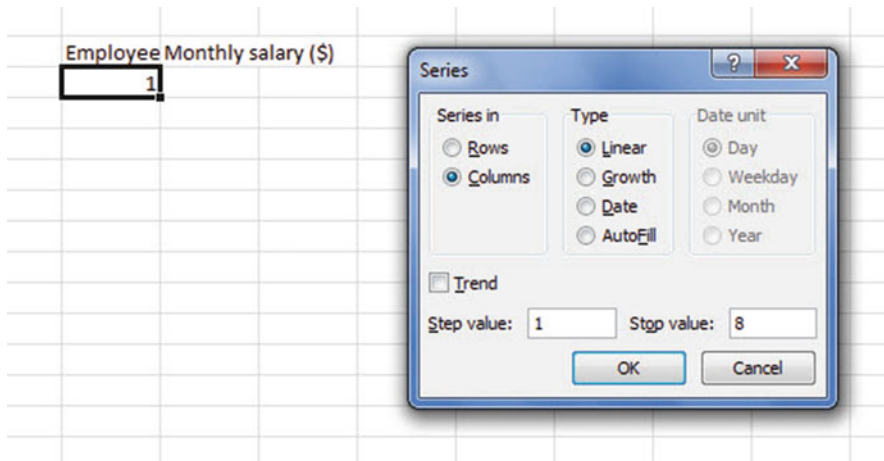 Employee Monthly salary ($)
1
Series
Series in
Rows
Columns
Type
Linear
Growth
Date
AutoFill
Date unit
Day
Weekday
Month
Year
Trend
Step value: 1
Stop value: 8
OK
Cancel